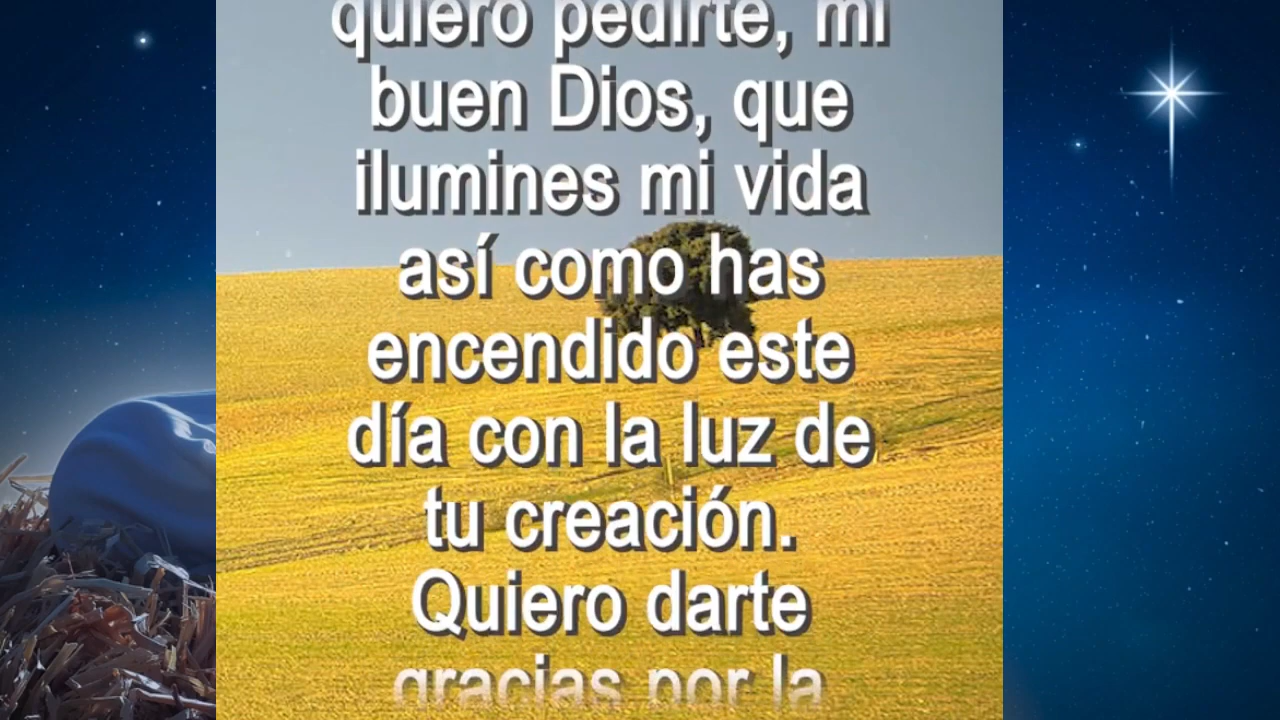 quiero pedirte, mi
buen Dios, que
ilumines mi vida
así como has
encendido este
día con la luz de
tu creación.
Quiero darte
gracias por la